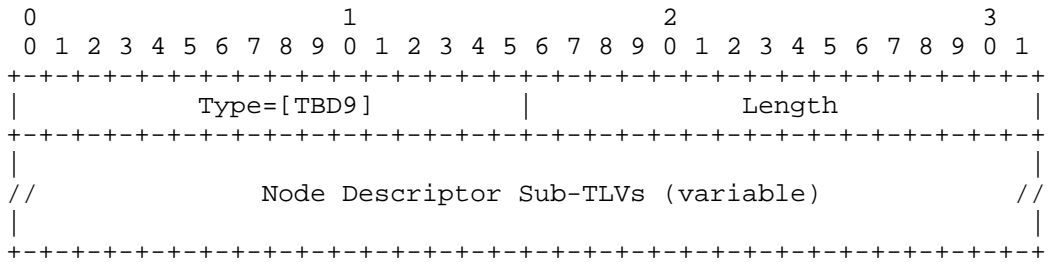 0                   1                   2                   3
 0 1 2 3 4 5 6 7 8 9 0 1 2 3 4 5 6 7 8 9 0 1 2 3 4 5 6 7 8 9 0 1
+-+-+-+-+-+-+-+-+-+-+-+-+-+-+-+-+-+-+-+-+-+-+-+-+-+-+-+-+-+-+-+-+
|           Type=[TBD9]         |             Length            |
+-+-+-+-+-+-+-+-+-+-+-+-+-+-+-+-+-+-+-+-+-+-+-+-+-+-+-+-+-+-+-+-+
|                                                               |
//              Node Descriptor Sub-TLVs (variable)            //
|                                                               |
+-+-+-+-+-+-+-+-+-+-+-+-+-+-+-+-+-+-+-+-+-+-+-+-+-+-+-+-+-+-+-+-+